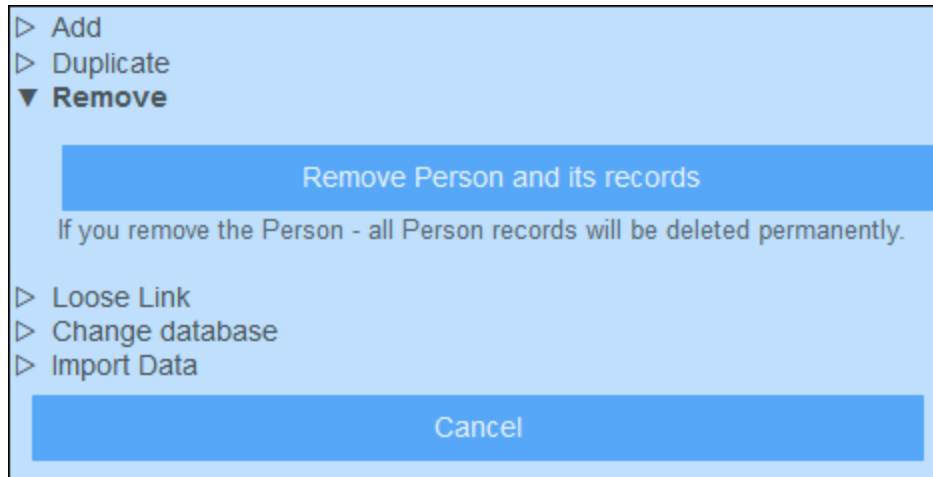 Add
Duplicate
Remove
Remove Person and its records
If you remove the Person - all Person records will be deleted permanently.
Loose Link
Change database
Import Data
Cancel